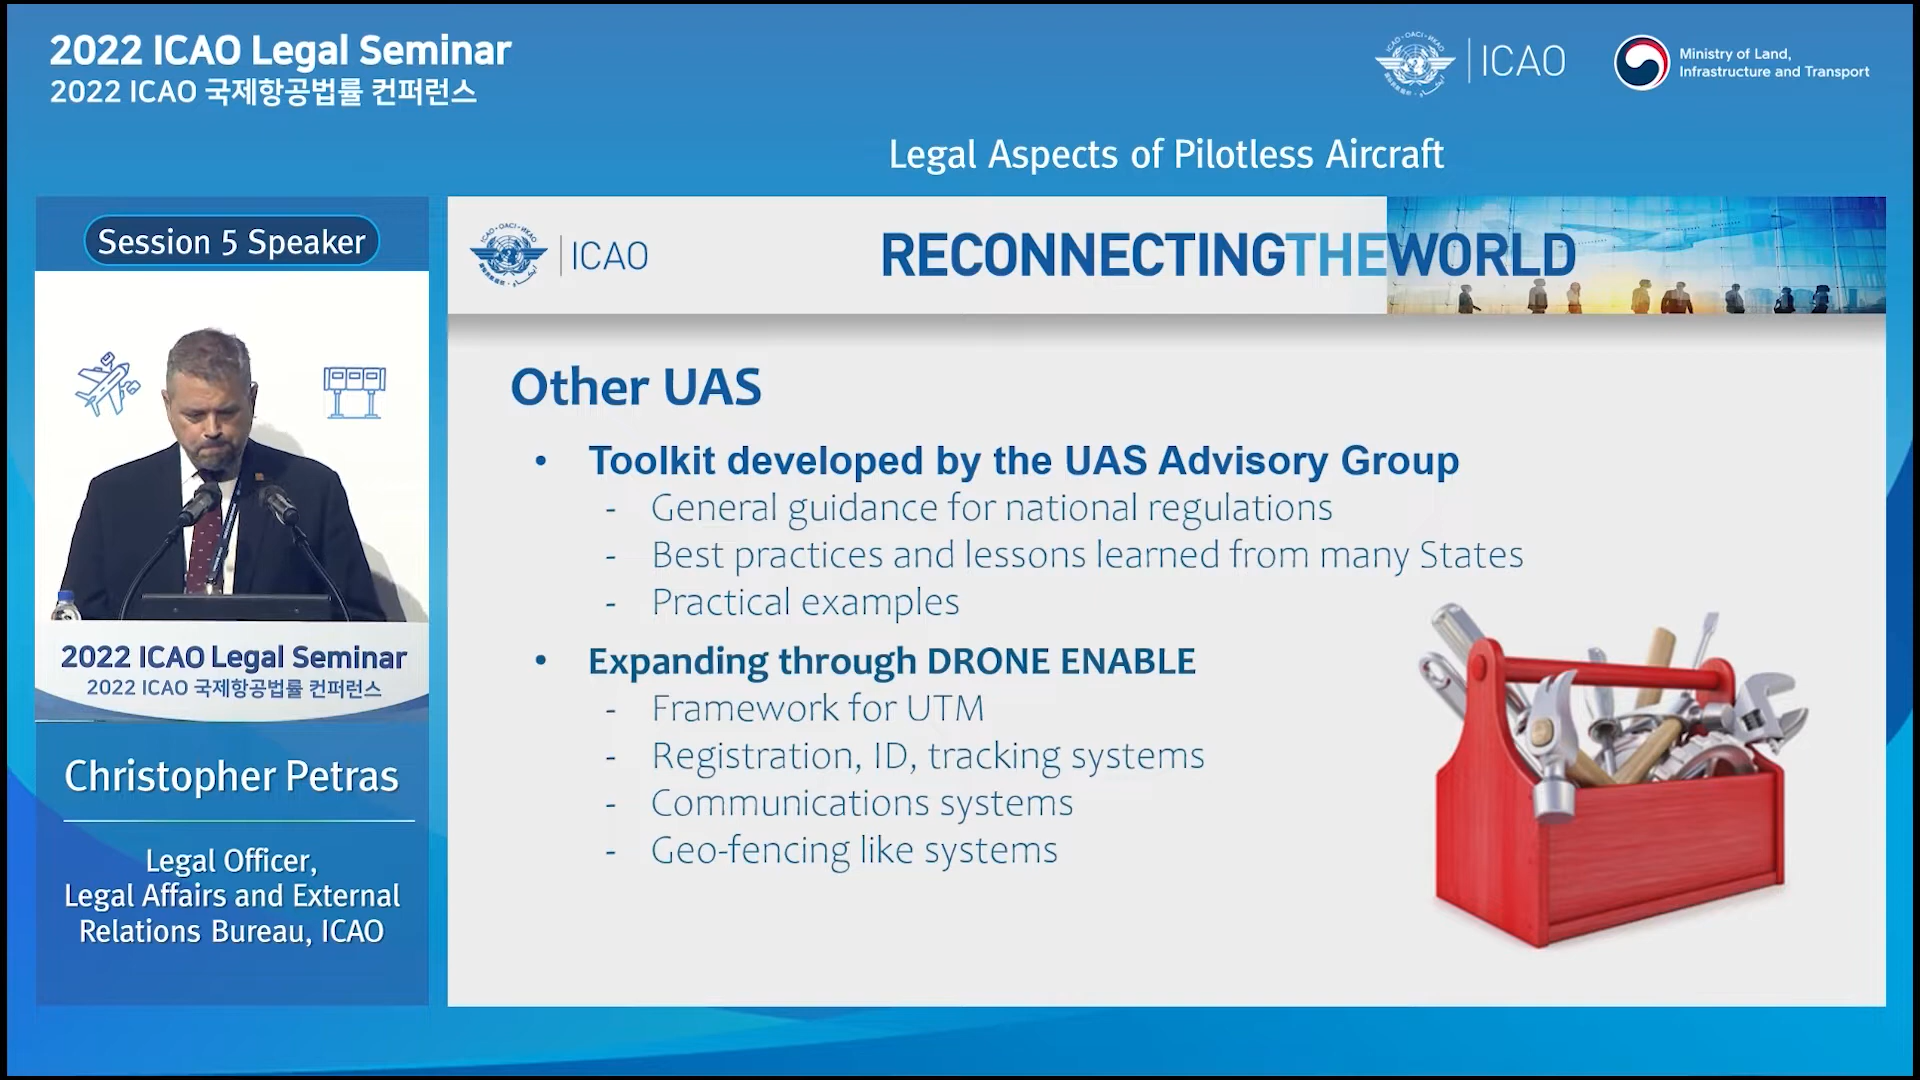 2022 ICAO Legal Seminar
2022 ICAO 국제항공법률 컨퍼런스
ICAO
Ministry of Land,
Infrastructure and Transport
Legal Aspects of Pilotless Aircraft
Session 5 Speaker
2022 ICAO Legal Seminar
2022 ICAO 국제항공법률 컨퍼런스
Christopher Petras
Legal Officer,
Legal Affairs and External
Relations Bureau, ICAO
ICAO
RECONNECTINGTHEWORLD
Other UAS
• Toolkit developed by the UAS Advisory Group
- General guidance for national regulations
- Best practices and lessons learned from many States
- Practical examples
• Expanding through DRONE ENABLE
- Framework for UTM
- Registration, ID, tracking systems
- Communications systems
- Geo-fencing like systems